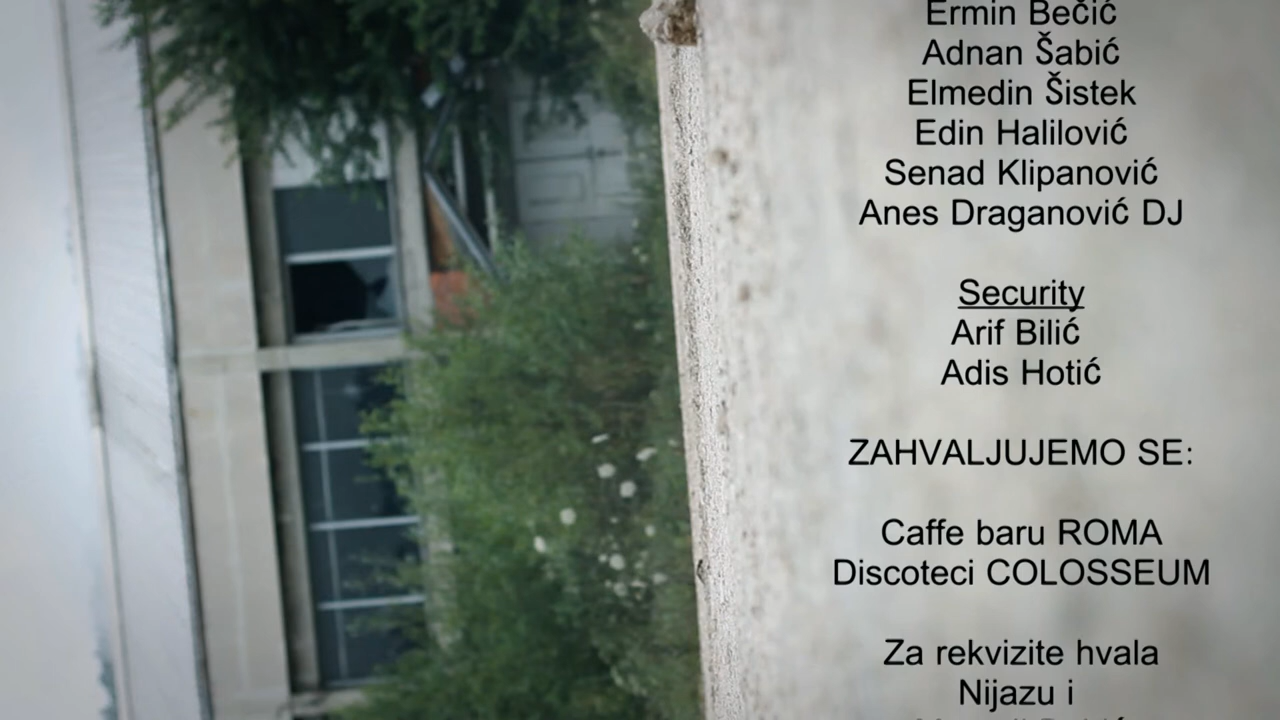 Ermin Bečić
Adnan Šabić
Elmedin Šistek
Edin Halilović
Senad Klipanović
Anes Draganović DJ
Security
Arif Bilić
Adis Hotić
ZAHVALJUJEMO SE:
Caffe baru ROMA
Discoteci COLOSSEUM
Za rekvizite hvala
Nijazu i